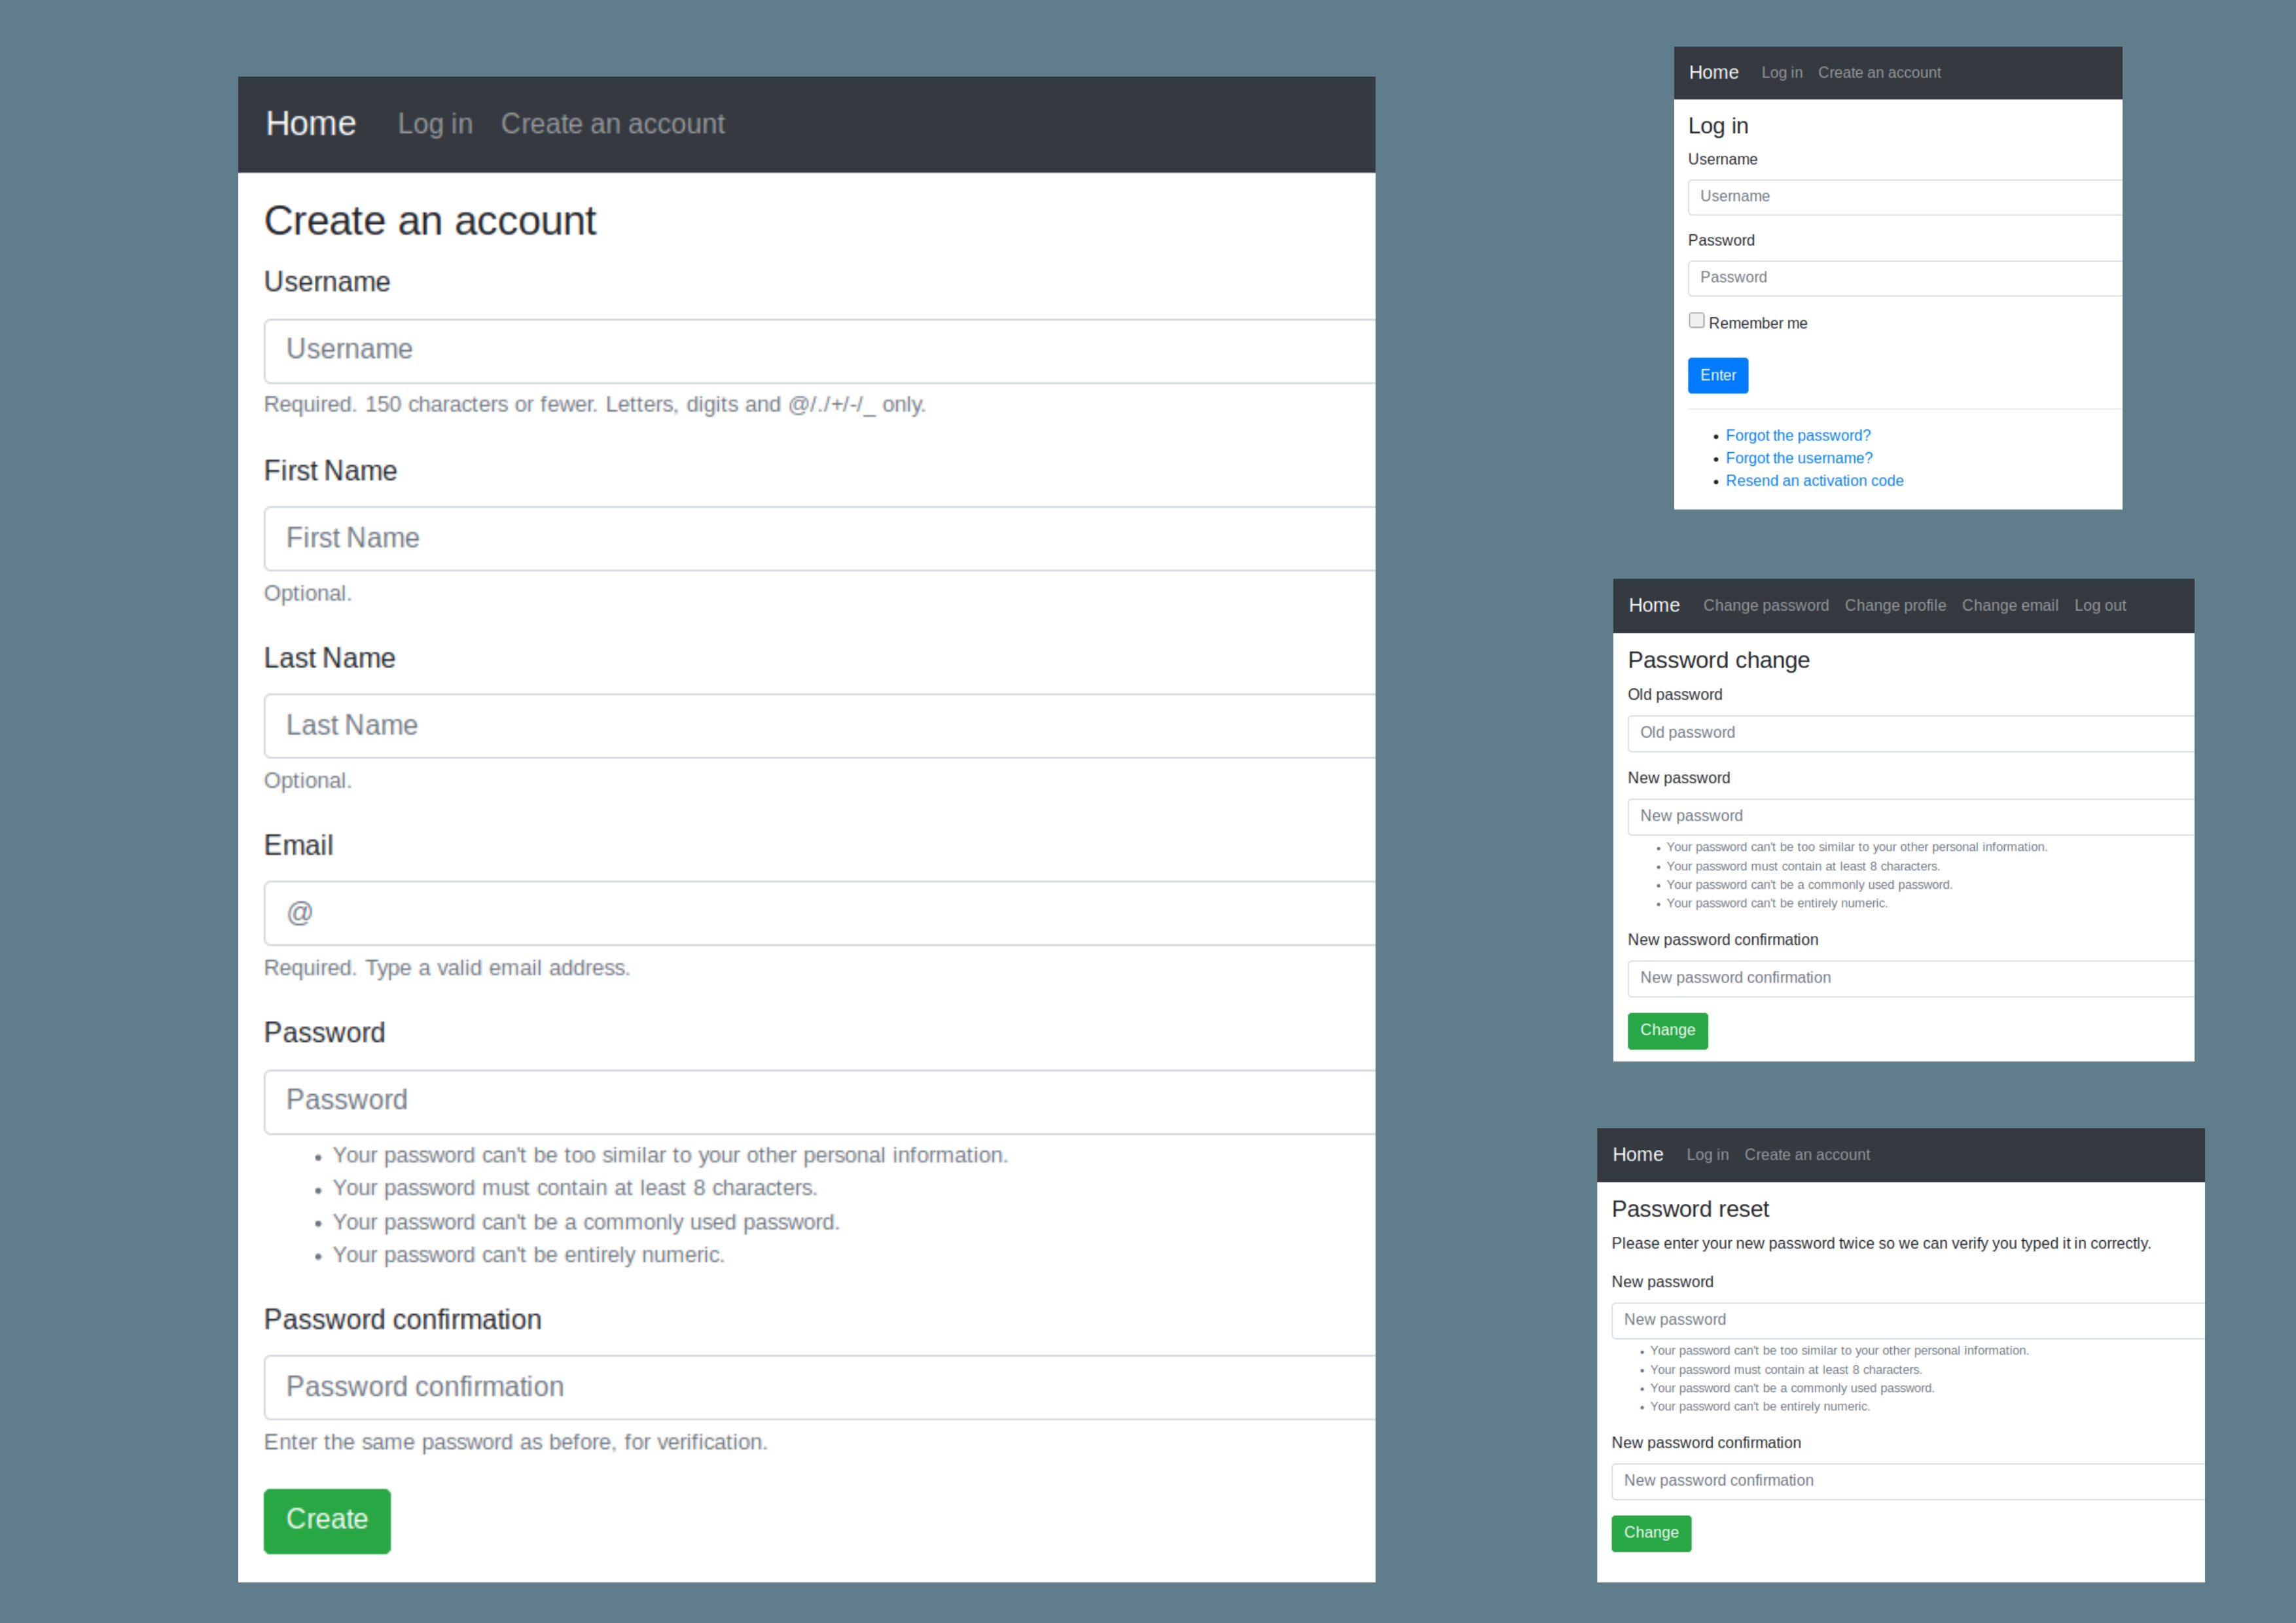 Home Log in Create an account
Create an account
Username
Username
Required. 150 characters or fewer. Letters, digits and @/./+/-/_ only.
First Name
First Name
Optional.
Last Name
Last Name
Optional.
Email
@
Required. Type a valid email address.
Password
Password
• Your password can't be too similar to your other personal information.
• Your password must contain at least 8 characters.
• Your password can't be a commonly used password.
• Your password can't be entirely numeric.
Password confirmation
Password confirmation
Enter the same password as before, for verification.
Create
Home Log in Create an account
Log in
Username
Username
Password
Password
Remember me
Enter
• Forgot the password?
• Forgot the username?
• Resend an activation code
Home Change password Change profile Change email Log out
Password change
Old password
Old password
New password
New password
• Your password can't be too similar to your other personal information.
• Your password must contain at least 8 characters.
• Your password can't be a commonly used password.
• Your password can't be entirely numeric.
New password confirmation
New password confirmation
Change
Home Log in Create an account
Password reset
Please enter your new password twice so we can verify you typed it in correctly.
New password
New password
• Your password can't be too similar to your other personal information.
• Your password must contain at least 8 characters.
• Your password can't be a commonly used password.
• Your password can't be entirely numeric.
New password confirmation
New password confirmation
Change